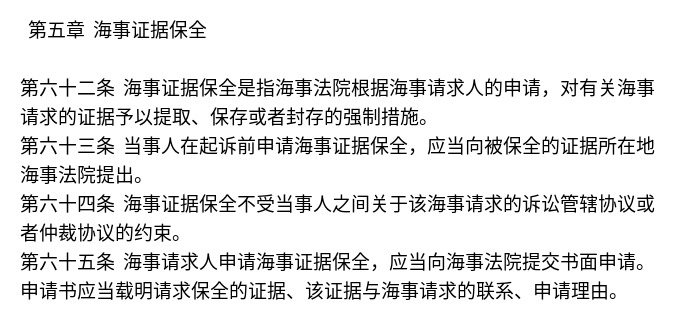 第五章 海事证据保全
第六十二条 海事证据保全是指海事法院根据海事请求人的申请，对有关海事
请求的证据予以提取、保存或者封存的强制措施。
第六十三条 当事人在起诉前申请海事证据保全，应当向被保全的证据所在地
海事法院提出。
第六十四条 海事证据保全不受当事人之间关于该海事请求的诉讼管辖协议或
者仲裁协议的约束。
第六十五条 海事请求人申请海事证据保全，应当向海事法院提交书面申请。
申请书应当载明请求保全的证据、该证据与海事请求的联系、申请理由。